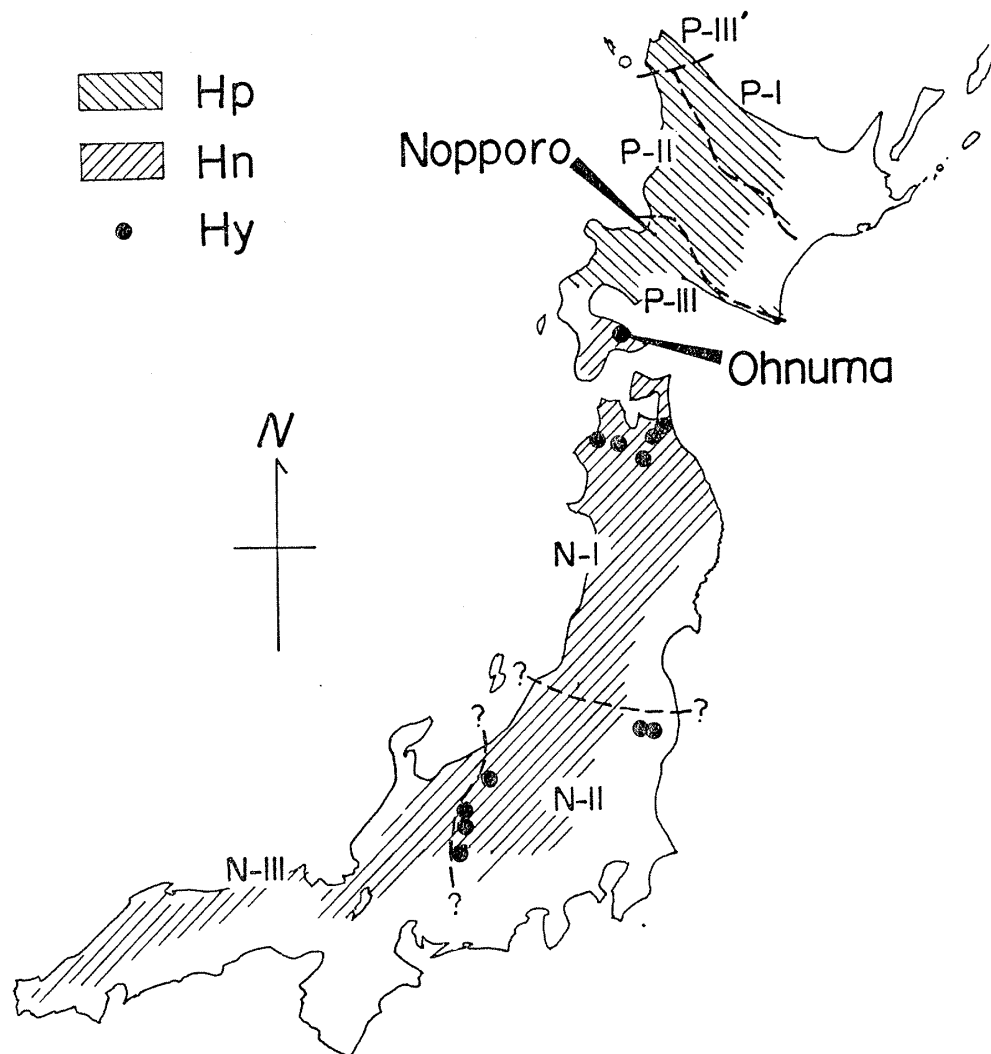 P-III'
Hp
P-I
Hn
Nopporo
P-II
Hy
P-III
Ohnuma
N
N-I
?
?
?
N-II
N-III
?